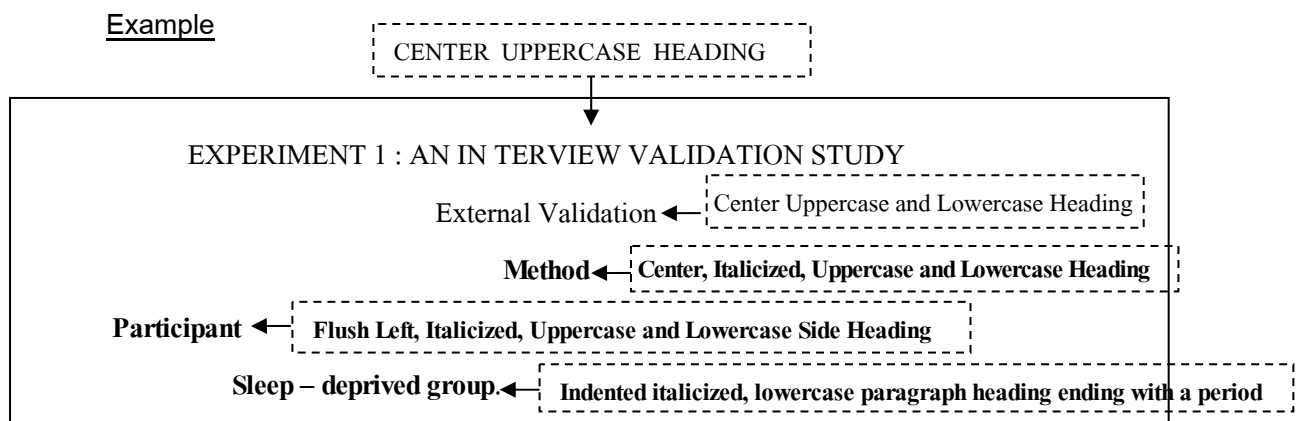 Example
CENTER UPPERCASE HEADING
EXPERIMENT 1 : AN IN TERVIEW VALIDATION STUDY
External Validation Center Uppercase and Lowercase Heading
Method Center, Italicized, Uppercase and Lowercase Heading
Participant Flush Left, Italicized, Uppercase and Lowercase Side Heading
Sleep – deprived group. Indented italicized, lowercase paragraph heading ending with a period